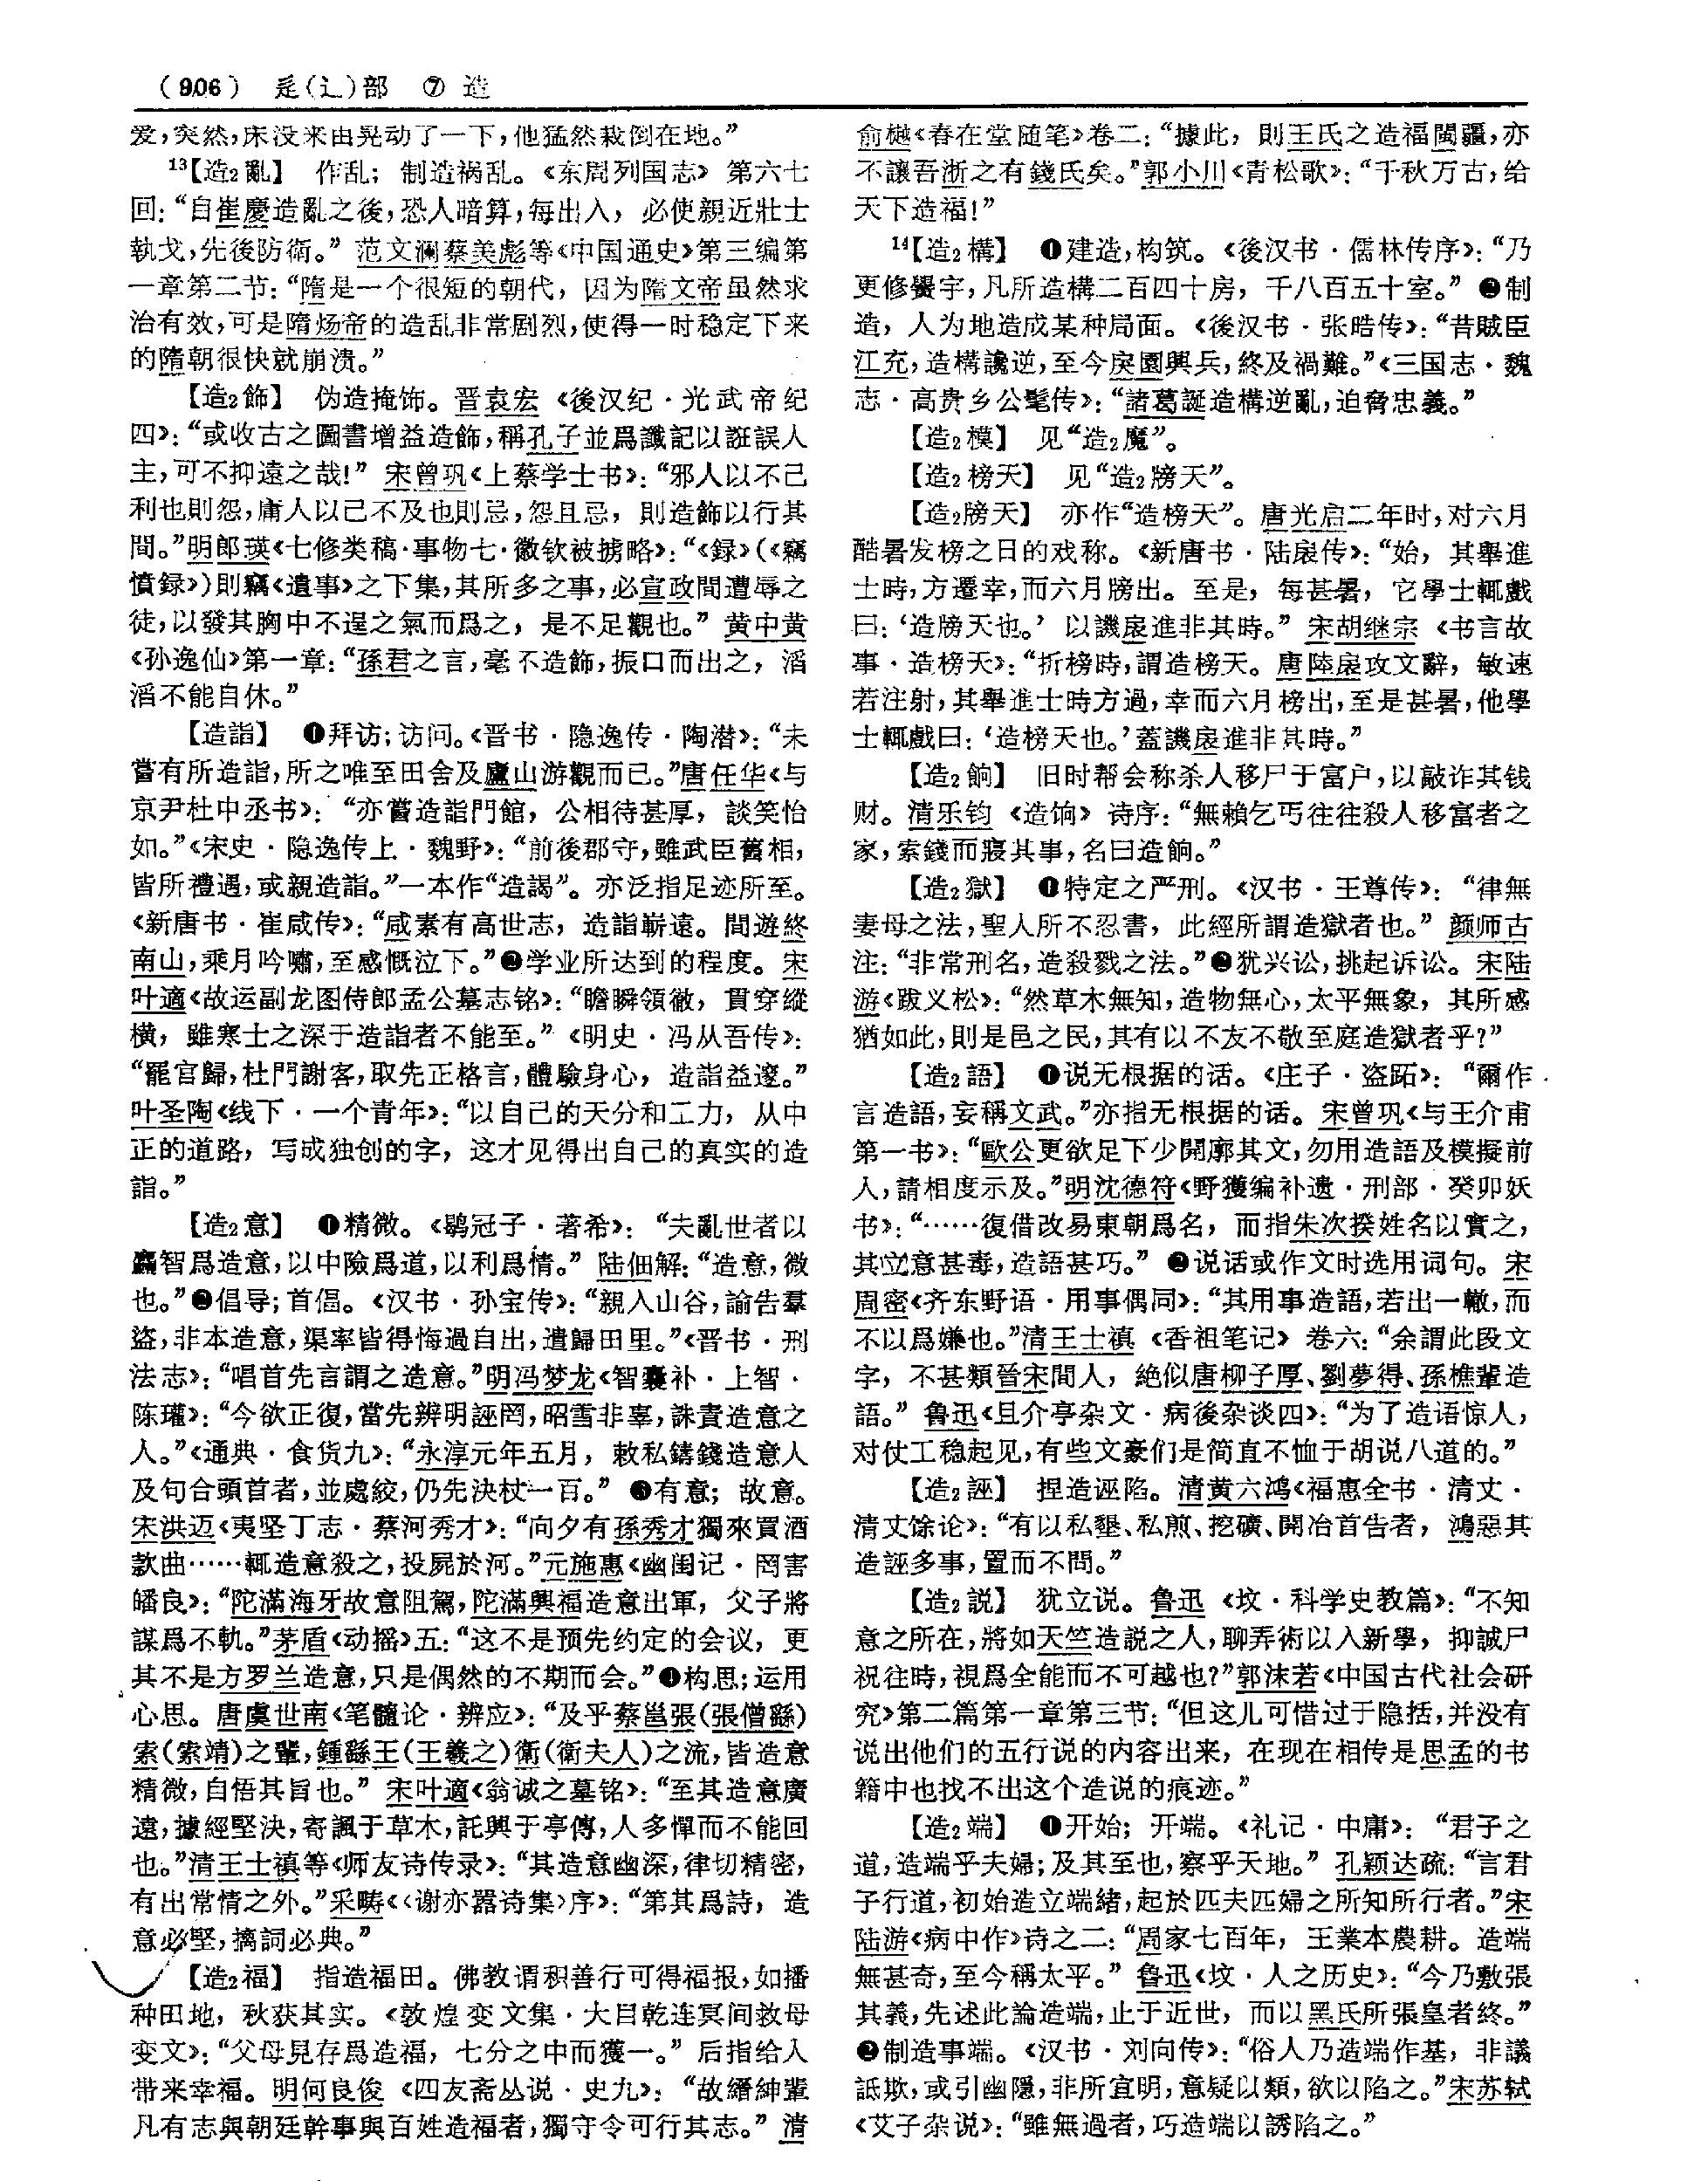 （906） 辵(辶)部 ⑦ 造
爱，突然，床没来由晃动了一下，他猛然栽倒在地。”
13【造2亂】 作乱；制造祸乱。《东周列国志》第六七
回：“自崔慶造亂之後，恐人暗算，每出入，必使親近壯士
執戈，先後防衛。”范文澜蔡美彪等《中国通史》第三编第
一章第二节：“隋是一个很短的朝代，因为隋文帝虽然求
治有效，可是隋炀帝的造乱非常剧烈，使得一时稳定下来
的隋朝很快就崩溃。”
【造2飾】 伪造掩饰。晋袁宏《後汉纪·光武帝纪
四》：“或收古之圖書增益造飾，稱孔子並爲讖記以誑誤人
主，可不抑遠之哉！”宋曾巩《上蔡学士书》：“邪人以不己
利也則怨，庸人以己不及也則忌，怨且忌，則造飾以行其
間。”明郎瑛《七修类稿·事物七·徽钦被掳略》：“《録》（《竊
憤録》）則竊《遺事》之下集，其所多之事，必宣政間遭辱之
徒，以發其胸中不逞之氣而爲之，是不足觀也。”黄中黄
《孙逸仙》第一章：“孫君之言，毫不造飾，振口而出之，滔
滔不能自休。”
【造詣】 ❶拜访；访问。《晋书·隐逸传·陶潜》：“未
嘗有所造詣，所之唯至田舍及廬山游觀而已。”唐任华《与
京尹杜中丞书》：“亦嘗造詣門館，公相待甚厚，談笑怡
如。”《宋史·隐逸传上·魏野》：“前後郡守，雖武臣舊相，
皆所禮遇，或親造詣。”一本作“造謁”。亦泛指足迹所至。
《新唐书·崔咸传》：“咸素有高世志，造詣嶄遠。間遊終
南山，乘月吟嘯，至感慨泣下。”❷学业所达到的程度。宋
叶適《故运副龙图侍郎孟公墓志铭》：“瞻瞬領徹，貫穿縱
横，雖寒士之深于造詣者不能至。”《明史·冯从吾传》：
“罷官歸，杜門謝客，取先正格言，體驗身心，造詣益邃。”
叶圣陶《线下·一个青年》：“以自己的天分和工力，从中
正的道路，写成独创的字，这才见得出自己的真实的造
詣。”
【造2意】 ❶精微。《鹖冠子·著希》：“夫亂世者以
麤智爲造意，以中險爲道，以利爲情。”陆佃解：“造意，微
也。”❷倡导；首倡。《汉书·孙宝传》：“親入山谷，諭告羣
盜，非本造意，渠率皆得悔過自出，遣歸田里。”《晋书·刑
法志》：“唱首先言謂之造意。”明冯梦龙《智囊补·上智·
陈瓘》：“今欲正復，當先辨明誣罔，昭雪非辜，誅責造意之
人。”《通典·食货九》：“永淳元年五月，敕私鑄錢造意人
及句合頭首者，並處絞，仍先決杖一百。”❸有意；故意。
宋洪迈《夷坚丁志·蔡河秀才》：“向夕有孫秀才獨來買酒
款曲……輒造意殺之，投屍於河。”元施惠《幽闺记·罔害
皤良》：“陀滿海牙故意阻駕，陀滿興福造意出軍，父子將
謀爲不軌。”茅盾《动摇》五：“这不是预先约定的会议，更
其不是方罗兰造意，只是偶然的不期而会。”❹构思；运用
心思。唐虞世南《笔髓论·辨应》：“及乎蔡邕張（張僧繇）
索（索靖）之輩，鍾繇王（王羲之）衛（衛夫人）之流，皆造意
精微，自悟其旨也。”宋叶適《翁诚之墓铭》：“至其造意廣
遠，據經堅決，寄諷于草木，託興于亭傳，人多憚而不能回
也。”清王士禛等《师友诗传录》：“其造意幽深，律切精密，
有出常情之外。”采畴《〈谢亦嚣诗集〉序》：“第其爲詩，造
意必堅，摛詞必典。”
【造2福】 指造福田。佛教谓积善行可得福报，如播
种田地，秋获其实。《敦煌变文集·大目乾连冥间救母
变文》：“父母見存爲造福，七分之中而獲一。”后指给人
带来幸福。明何良俊《四友斋丛说·史九》：“故縉紳輩
凡有志與朝廷幹事與百姓造福者，獨守令可行其志。”清
俞樾《春在堂随笔》卷二：“據此，則王氏之造福閩疆，亦
不讓吾浙之有錢氏矣。”郭小川《青松歌》：“千秋万古，给
天下造福！”
14【造2構】 ❶建造，构筑。《後汉书·儒林传序》：“乃
更修黌宇，凡所造構二百四十房，千八百五十室。”❷制
造，人为地造成某种局面。《後汉书·张晧传》：“昔賊臣
江充，造構讒逆，至今戾園興兵，終及禍難。”《三国志·魏
志·高贵乡公髦传》：“諸葛誕造構逆亂，迫脅忠義。”
【造2模】 见“造2魔”。
【造2榜天】 见“造2牓天”。
【造2牓天】 亦作“造榜天”。唐光启二年时，对六月
酷暑发榜之日的戏称。《新唐书·陆扆传》：“始，其舉進
士時，方遷幸，而六月牓出。至是，每甚暑，它學士輒戲
曰：‘造牓天也。’以譏扆進非其時。”宋胡继宗《书言故
事·造榜天》：“折榜時，謂造榜天。唐陸扆攻文辭，敏速
若注射，其舉進士時方過，幸而六月榜出，至是甚暑，他學
士輒戲曰：‘造榜天也。’蓋譏扆進非其時。”
【造2餉】 旧时帮会称杀人移尸于富户，以敲诈其钱
财。清乐钧《造饷》诗序：“無賴乞丐往往殺人移富者之
家，索錢而寢其事，名曰造餉。”
【造2獄】 ❶特定之严刑。《汉书·王尊传》：“律無
妻母之法，聖人所不忍書，此經所謂造獄者也。”颜师古
注：“非常刑名，造殺戮之法。”❷犹兴讼，挑起诉讼。宋陆
游《跋义松》：“然草木無知，造物無心，太平無象，其所感
猶如此，則是邑之民，其有以不友不敬至庭造獄者乎？”
【造2語】 ❶说无根据的话。《庄子·盗跖》：“爾作
言造語，妄稱文武。”亦指无根据的话。宋曾巩《与王介甫
第一书》：“歐公更欲足下少開廓其文，勿用造語及模擬前
人，請相度示及。”明沈德符《野獲编补遗·刑部·癸卯妖
书》：“……復借改易東朝爲名，而指朱次揆姓名以實之，
其立意甚毒，造語甚巧。”❷说话或作文时选用词句。宋
周密《齐东野语·用事偶同》：“其用事造語，若出一轍，而
不以爲嫌也。”清王士禛《香祖笔记》卷六：“余謂此段文
字，不甚類晉宋間人，絶似唐柳子厚、劉夢得、孫樵輩造
語。”鲁迅《且介亭杂文·病後杂谈四》：“为了造语惊人，
对仗工稳起见，有些文豪们是简直不恤于胡说八道的。”
【造2誣】 捏造诬陷。清黄六鸿《福惠全书·清丈·
清丈馀论》：“有以私墾、私煎、挖礦、開冶首告者，鴻惡其
造誣多事，置而不問。”
【造2説】 犹立说。鲁迅《坟·科学史教篇》：“不知
意之所在，將如天竺造説之人，聊弄術以入新學，抑誠尸
祝往時，視爲全能而不可越也？”郭沫若《中国古代社会研
究》第二篇第一章第三节：“但这儿可惜过于隐括，并没有
说出他们的五行说的内容出来，在现在相传是思孟的书
籍中也找不出这个造说的痕迹。”
【造2端】 ❶开始；开端。《礼记·中庸》：“君子之
道，造端乎夫婦；及其至也，察乎天地。”孔颖达疏：“言君
子行道，初始造立端緒，起於匹夫匹婦之所知所行者。”宋
陆游《病中作》诗之二：“周家七百年，王業本農耕。造端
無甚奇，至今稱太平。”鲁迅《坟·人之历史》：“今乃敷張
其義，先述此論造端，止于近世，而以黑氏所張皇者終。”
❷制造事端。《汉书·刘向传》：“俗人乃造端作基，非議
詆欺，或引幽隱，非所宜明，意疑以類，欲以陷之。”宋苏轼
《艾子杂说》：“雖無過者，巧造端以誘陷之。”